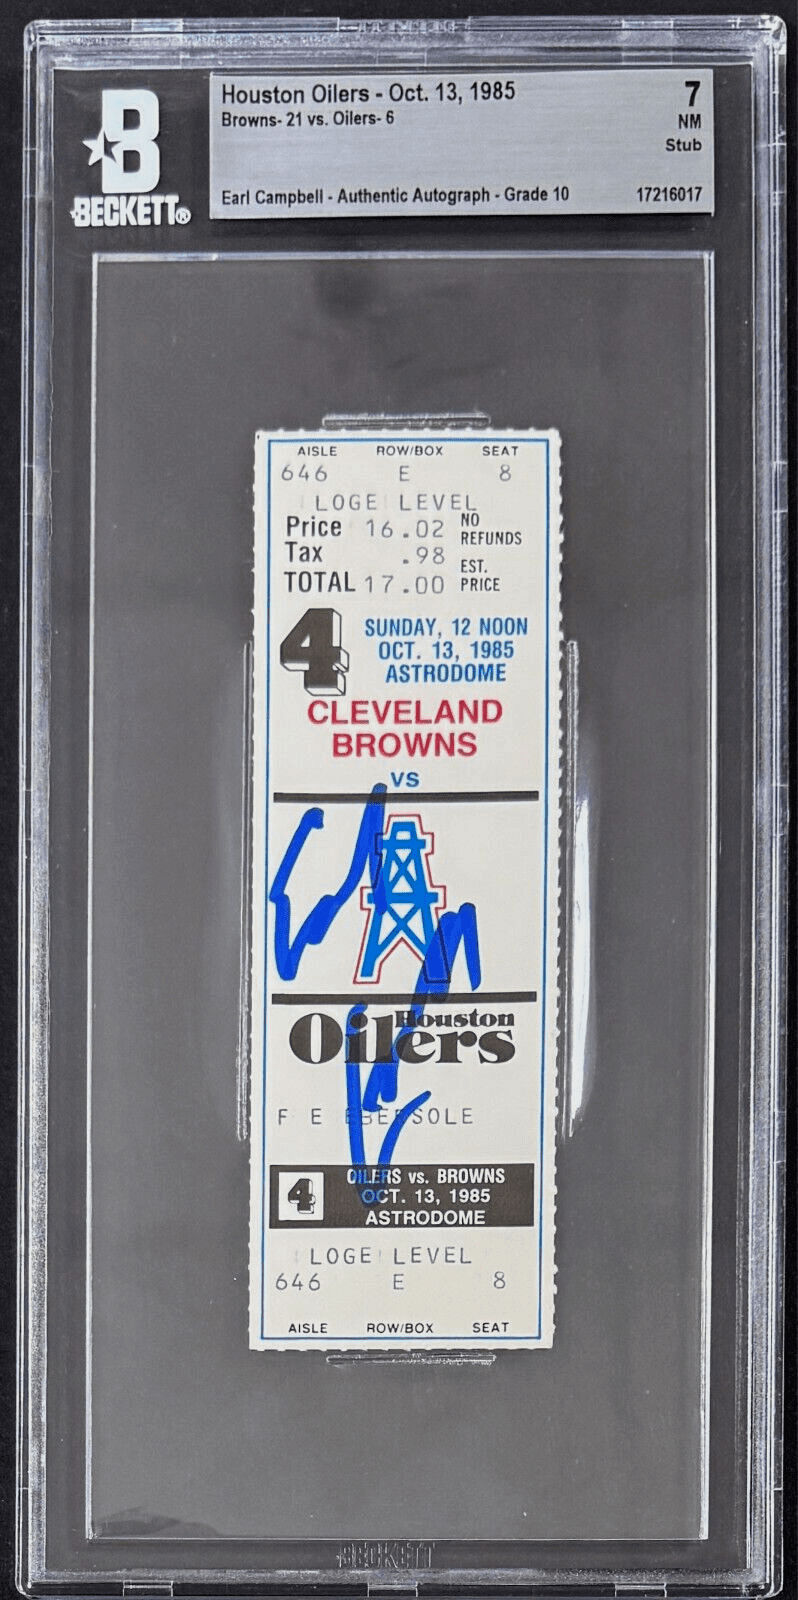 Houston Oilers - Oct. 13, 1985
7
Browns- 21 vs. Oilers- 6
NM
Stub
Earl Campbell - Authentic Autograph - Grade 10
17216017
B
BECKETT®
AISLE ROW/BOX SEAT
646 E 8
LOGE LEVEL
Price 16.02 NO REFUNDS
Tax .98
TOTAL 17.00 EST. PRICE
4
SUNDAY, 12 NOON
OCT. 13, 1985
ASTRODOME
CLEVELAND
BROWNS
VS
Houston
Oilers
F E EBERSOLE
4
OILERS vs. BROWNS
OCT. 13, 1985
ASTRODOME
LOGE LEVEL
646 E 8
AISLE ROW/BOX SEAT
BECKETT